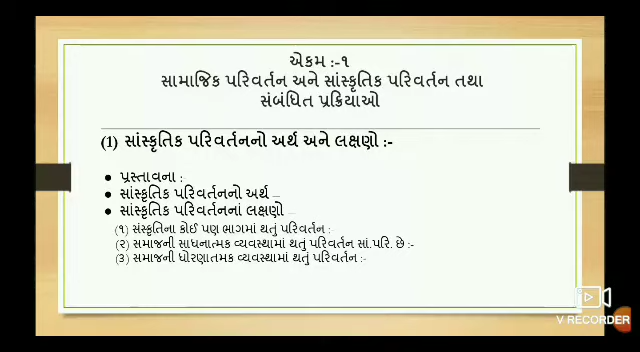 એકમ :-૧
સામાજિક પરિવર્તન અને સાંસ્કૃતિક પરિવર્તન તથા
સંબંધિત પ્રક્રિયાઓ
(1) સાંસ્કૃતિક પરિવર્તનનો અર્થ અને લક્ષણો :-
● પ્રસ્તાવના :-
● સાંસ્કૃતિક પરિવર્તનનો અર્થ –
● સાંસ્કૃતિક પરિવર્તનનાં લક્ષણો –
(૧) સંસ્કૃતિના કોઈ પણ ભાગમાં થતું પરિવર્તન :
(૨) સમાજની સાધનાત્મક વ્યવસ્થામાં થતું પરિવર્તન સાં.પરિ. છે :-
(૩) સમાજની ધોરણાતમક વ્યવસ્થામાં થતું પરિવર્તન :-
V RECORDER